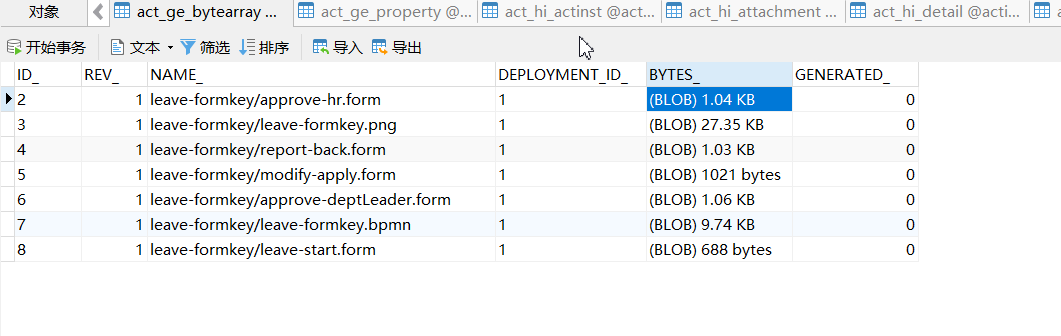 对象 act_ge_bytearray ... act_ge_property @... act_hi_actinst @act... act_hi_attachment ... act_hi_detail @acti...
开始事务 文本 筛选 排序 导入 导出
ID_ REV_ NAME_ DEPLOYMENT_ID_ BYTES_ GENERATED_
2 1 leave-formkey/approve-hr.form 1 (BLOB) 1.04 KB 0
3 1 leave-formkey/leave-formkey.png 1 (BLOB) 27.35 KB 0
4 1 leave-formkey/report-back.form 1 (BLOB) 1.03 KB 0
5 1 leave-formkey/modify-apply.form 1 (BLOB) 1021 bytes 0
6 1 leave-formkey/approve-deptLeader.form 1 (BLOB) 1.06 KB 0
7 1 leave-formkey/leave-formkey.bpmn 1 (BLOB) 9.74 KB 0
8 1 leave-formkey/leave-start.form 1 (BLOB) 688 bytes 0